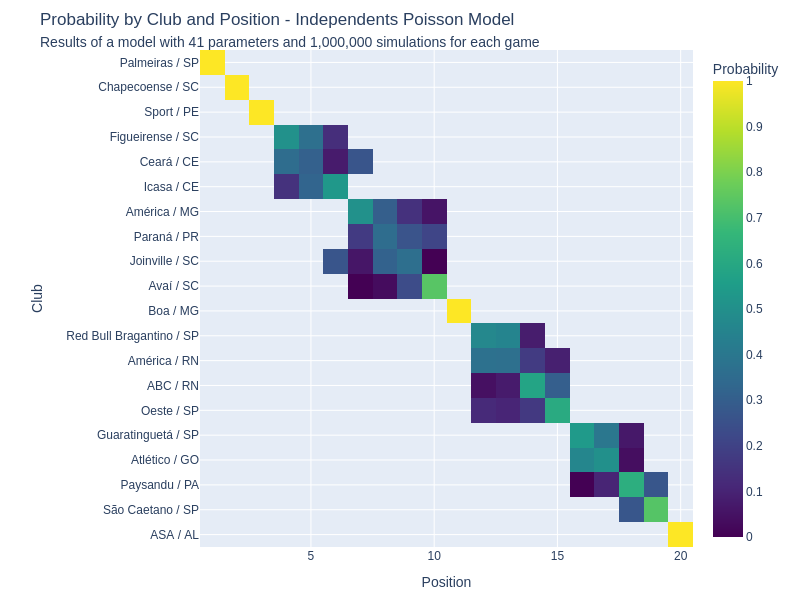 Probability by Club and Position - Independents Poisson Model
Results of a model with 41 parameters and 1,000,000 simulations for each game
Palmeiras / SP
Chapecoense / SC
Sport / PE
Figueirense / SC
Ceará / CE
Icasa / CE
América / MG
Paraná / PR
Joinville / SC
Avaí / SC
Boa / MG
Red Bull Bragantino / SP
América / RN
ABC / RN
Oeste / SP
Guaratinguetá / SP
Atlético / GO
Paysandu / PA
São Caetano / SP
ASA / AL
Club
5
10
15
20
Position
Probability
1
0.9
0.8
0.7
0.6
0.5
0.4
0.3
0.2
0.1
0